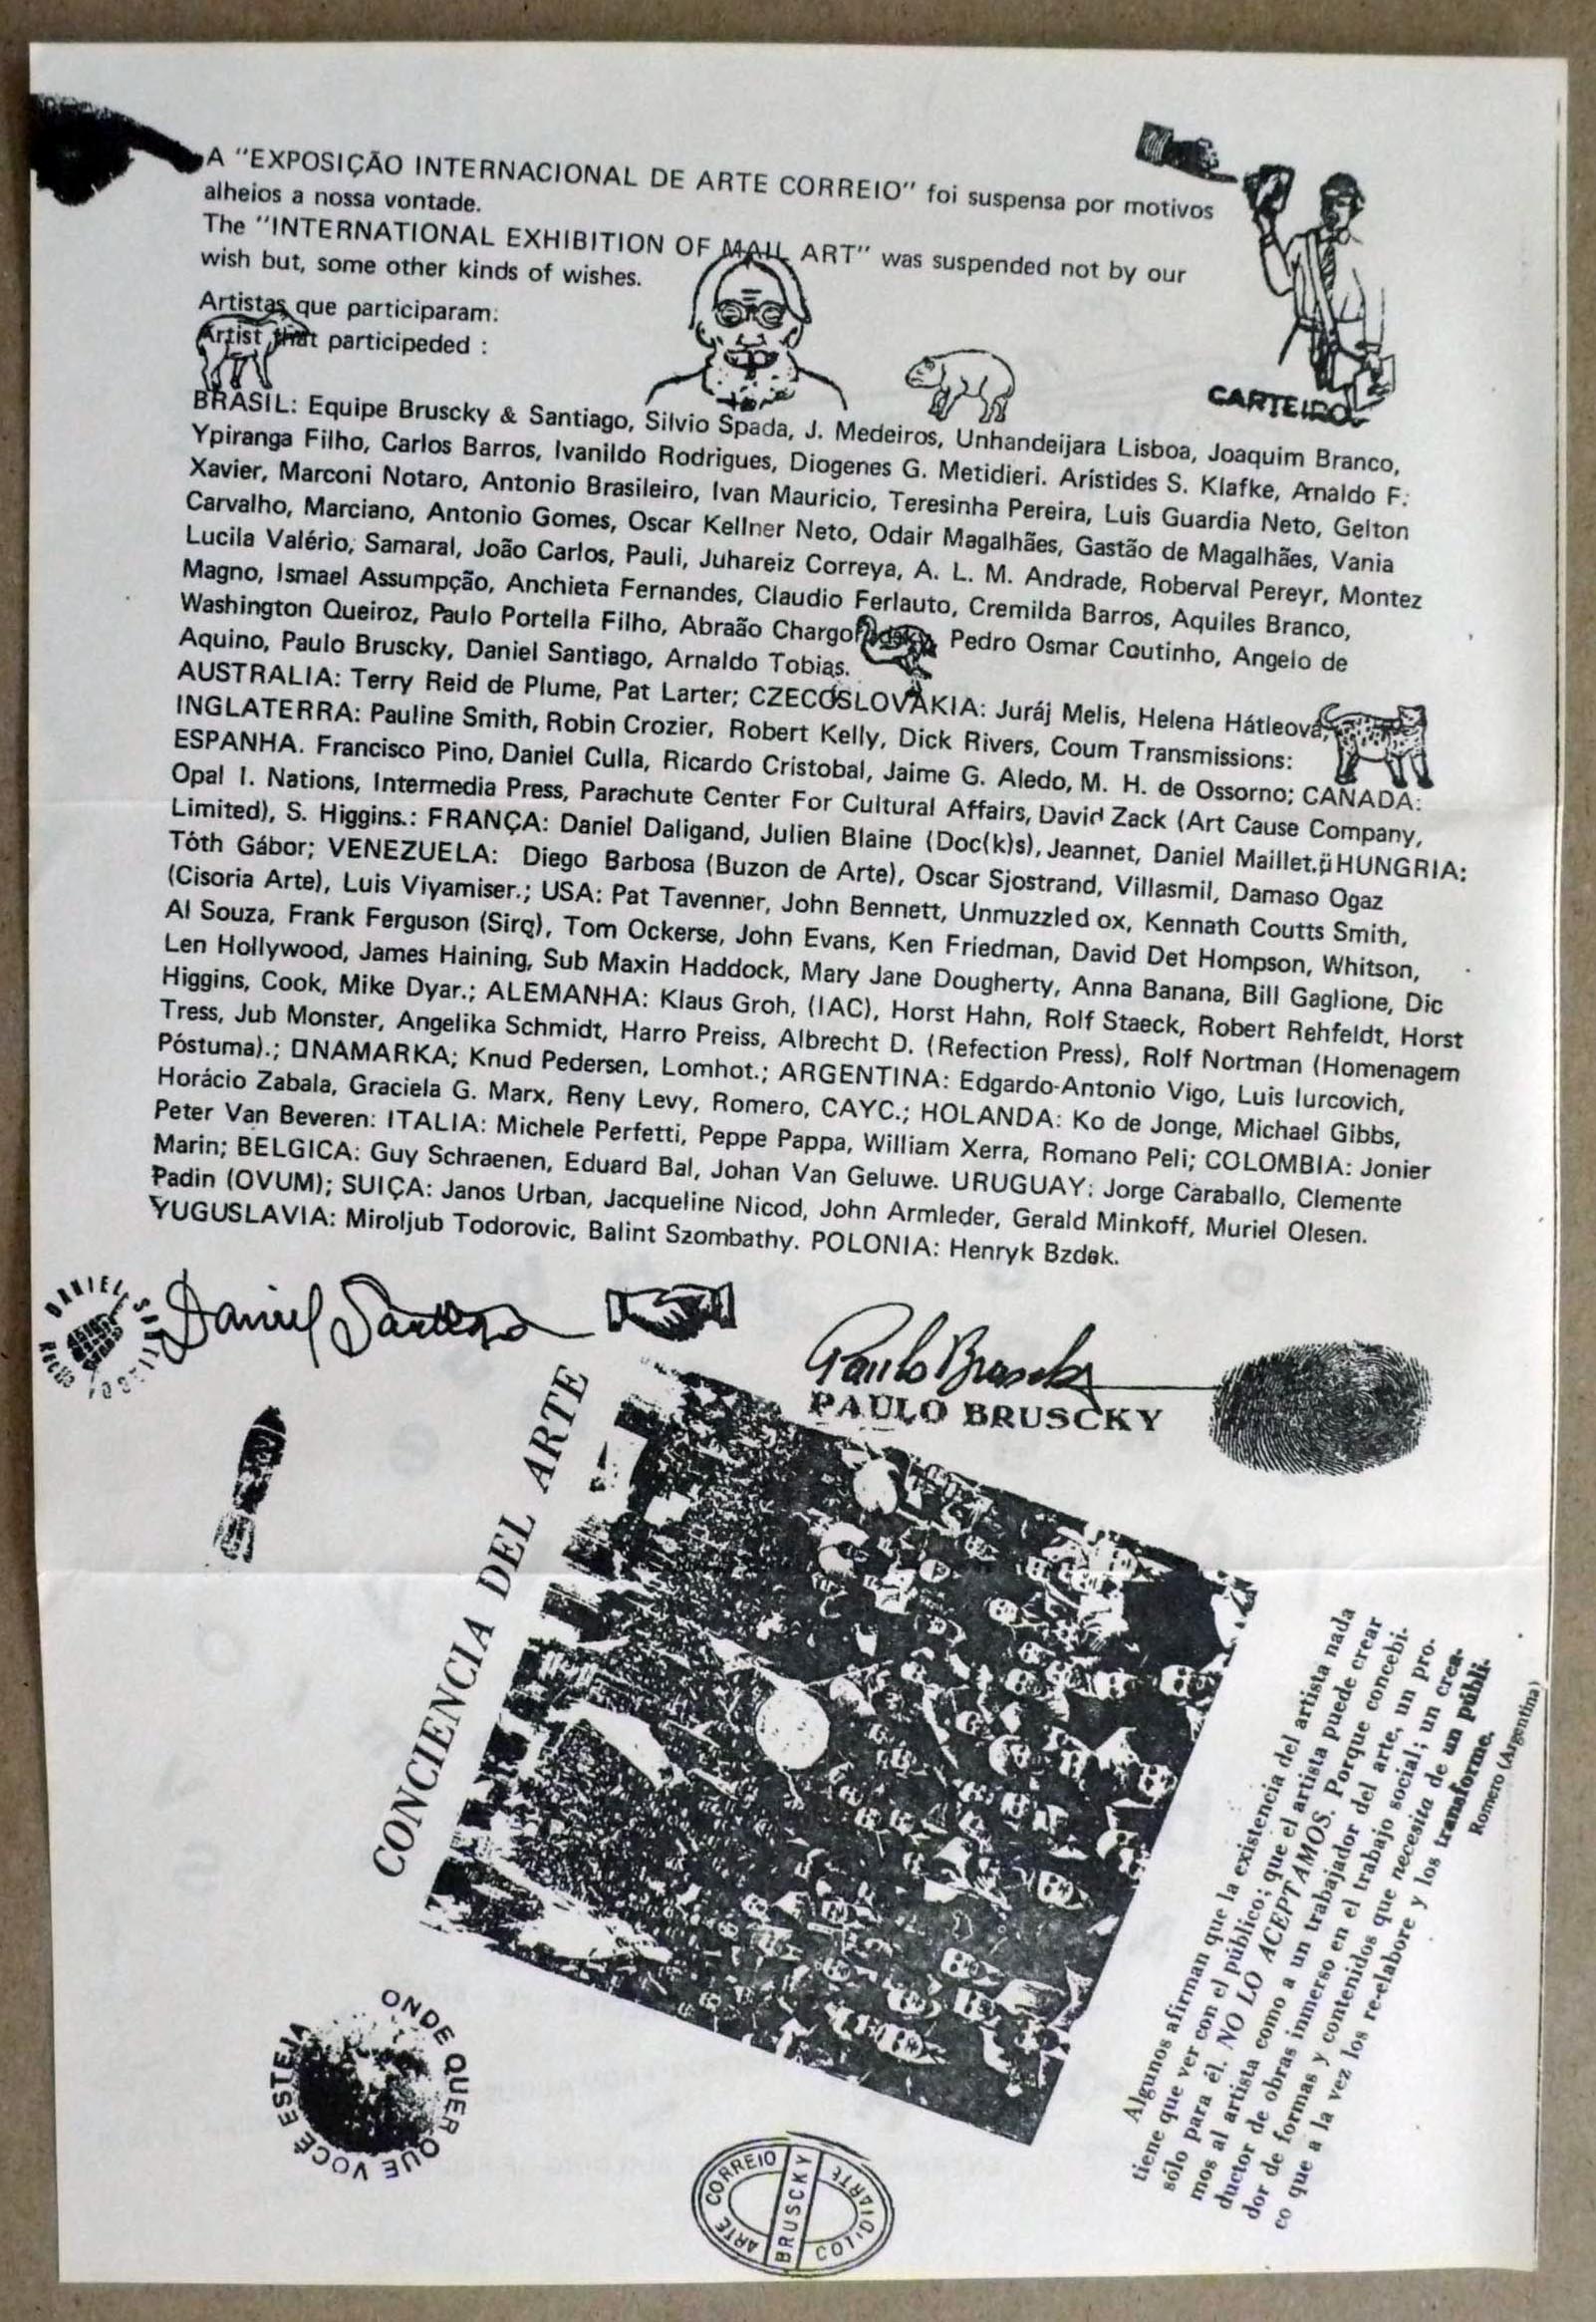 A "EXPOSIÇÃO INTERNACIONAL DE ARTE CORREIO" foi suspensa por motivos
alheios a nossa vontade.
The "INTERNATIONAL EXHIBITION OF MAIL ART" was suspended not by our
wish but, some other kinds of wishes.
Artistas que participaram:
Artist that participeded :
CARTEIRO
BRASIL: Equipe Bruscky & Santiago, Silvio Spada, J. Medeiros, Unhandeijara Lisboa, Joaquim Branco,
Ypiranga Filho, Carlos Barros, Ivanildo Rodrigues, Diogenes G. Metidieri. Arístides S. Klafke, Arnaldo F.
Xavier, Marconi Notaro, Antonio Brasileiro, Ivan Mauricio, Teresinha Pereira, Luis Guardia Neto, Gelton
Carvalho, Marciano, Antonio Gomes, Oscar Kellner Neto, Odair Magalhães, Gastão de Magalhães, Vania
Lucila Valério, Samaral, João Carlos, Pauli, Juhareiz Correya, A. L. M. Andrade, Roberval Pereyr, Montez
Magno, Ismael Assumpção, Anchieta Fernandes, Claudio Ferlauto, Cremilda Barros, Aquiles Branco,
Washington Queiroz, Paulo Portella Filho, Abraão Pedro Osmar Coutinho, Angelo de
Aquino, Paulo Bruscky, Daniel Santiago, Arnaldo Tobias.
AUSTRALIA: Terry Reid de Plume, Pat Larter; CZECOSLOVAKIA: Juráj Melis, Helena Hátleová,
INGLATERRA: Pauline Smith, Robin Crozier, Robert Kelly, Dick Rivers, Coum Transmissions:
ESPANHA. Francisco Pino, Daniel Culla, Ricardo Cristobal, Jaime G. Aledo, M. H. de Ossorno; CANADA:
Opal I. Nations, Intermedia Press, Parachute Center For Cultural Affairs, David Zack (Art Cause Company,
Limited), S. Higgins.: FRANÇA: Daniel Daligand, Julien Blaine (Doc(k)s), Jeannet, Daniel Maillet. HUNGRIA:
Tóth Gábor; VENEZUELA: Diego Barbosa (Buzon de Arte), Oscar Sjostrand, Villasmil, Damaso Ogaz
(Cisoria Arte), Luis Viyamiser.; USA: Pat Tavenner, John Bennett, Unmuzzled ox, Kennath Coutts Smith,
Al Souza, Frank Ferguson (Sirq), Tom Ockerse, John Evans, Ken Friedman, David Det Hompson, Whitson,
Len Hollywood, James Haining, Sub Maxin Haddock, Mary Jane Dougherty, Anna Banana, Bill Gaglione, Dic
Higgins, Cook, Mike Dyar.; ALEMANHA: Klaus Groh, (IAC), Horst Hahn, Rolf Staeck, Robert Rehfeldt, Horst
Tress, Jub Monster, Angelika Schmidt, Harro Preiss, Albrecht D. (Refection Press), Rolf Nortman (Homenagem
Póstuma).; DNAMARKA; Knud Pedersen, Lomhot.; ARGENTINA: Edgardo-Antonio Vigo, Luis Iurcovich,
Horácio Zabala, Graciela G. Marx, Reny Levy, Romero, CAYC.; HOLANDA: Ko de Jonge, Michael Gibbs,
Peter Van Beveren: ITALIA: Michele Perfetti, Peppe Pappa, William Xerra, Romano Peli; COLOMBIA: Jonier
Marin; BELGICA: Guy Schraenen, Eduard Bal, Johan Van Geluwe. URUGUAY: Jorge Caraballo, Clemente
Padin (OVUM); SUIÇA: Janos Urban, Jacqueline Nicod, John Armleder, Gerald Minkoff, Muriel Olesen.
YUGUSLAVIA: Miroljub Todorovic, Balint Szombathy. POLONIA: Henryk Bzdek.
DANIEL SANTIAGO
Daniel Santiago
Paulo Bruscky
PAULO BRUSCKY
CONCIENCIA DEL ARTE
Algunos afirman que la existencia del artista nada
tiene que ver con el público; que el artista puede crear
sólo para él. NO LO ACEPTAMOS. Porque concebi-
mos al artista como a un trabajador del arte, un pro-
ductor de obras inmerso en el trabajo social; un crea-
dor de formas y contenidos que necesita de un públi-
co que a la vez los re-elabore y los transforme.
Romero (Argentina)
ONDE QUER QUE VOCÊ ESTEJA
ARTE CORREIO
BRUSCKY
COTIDIARTE